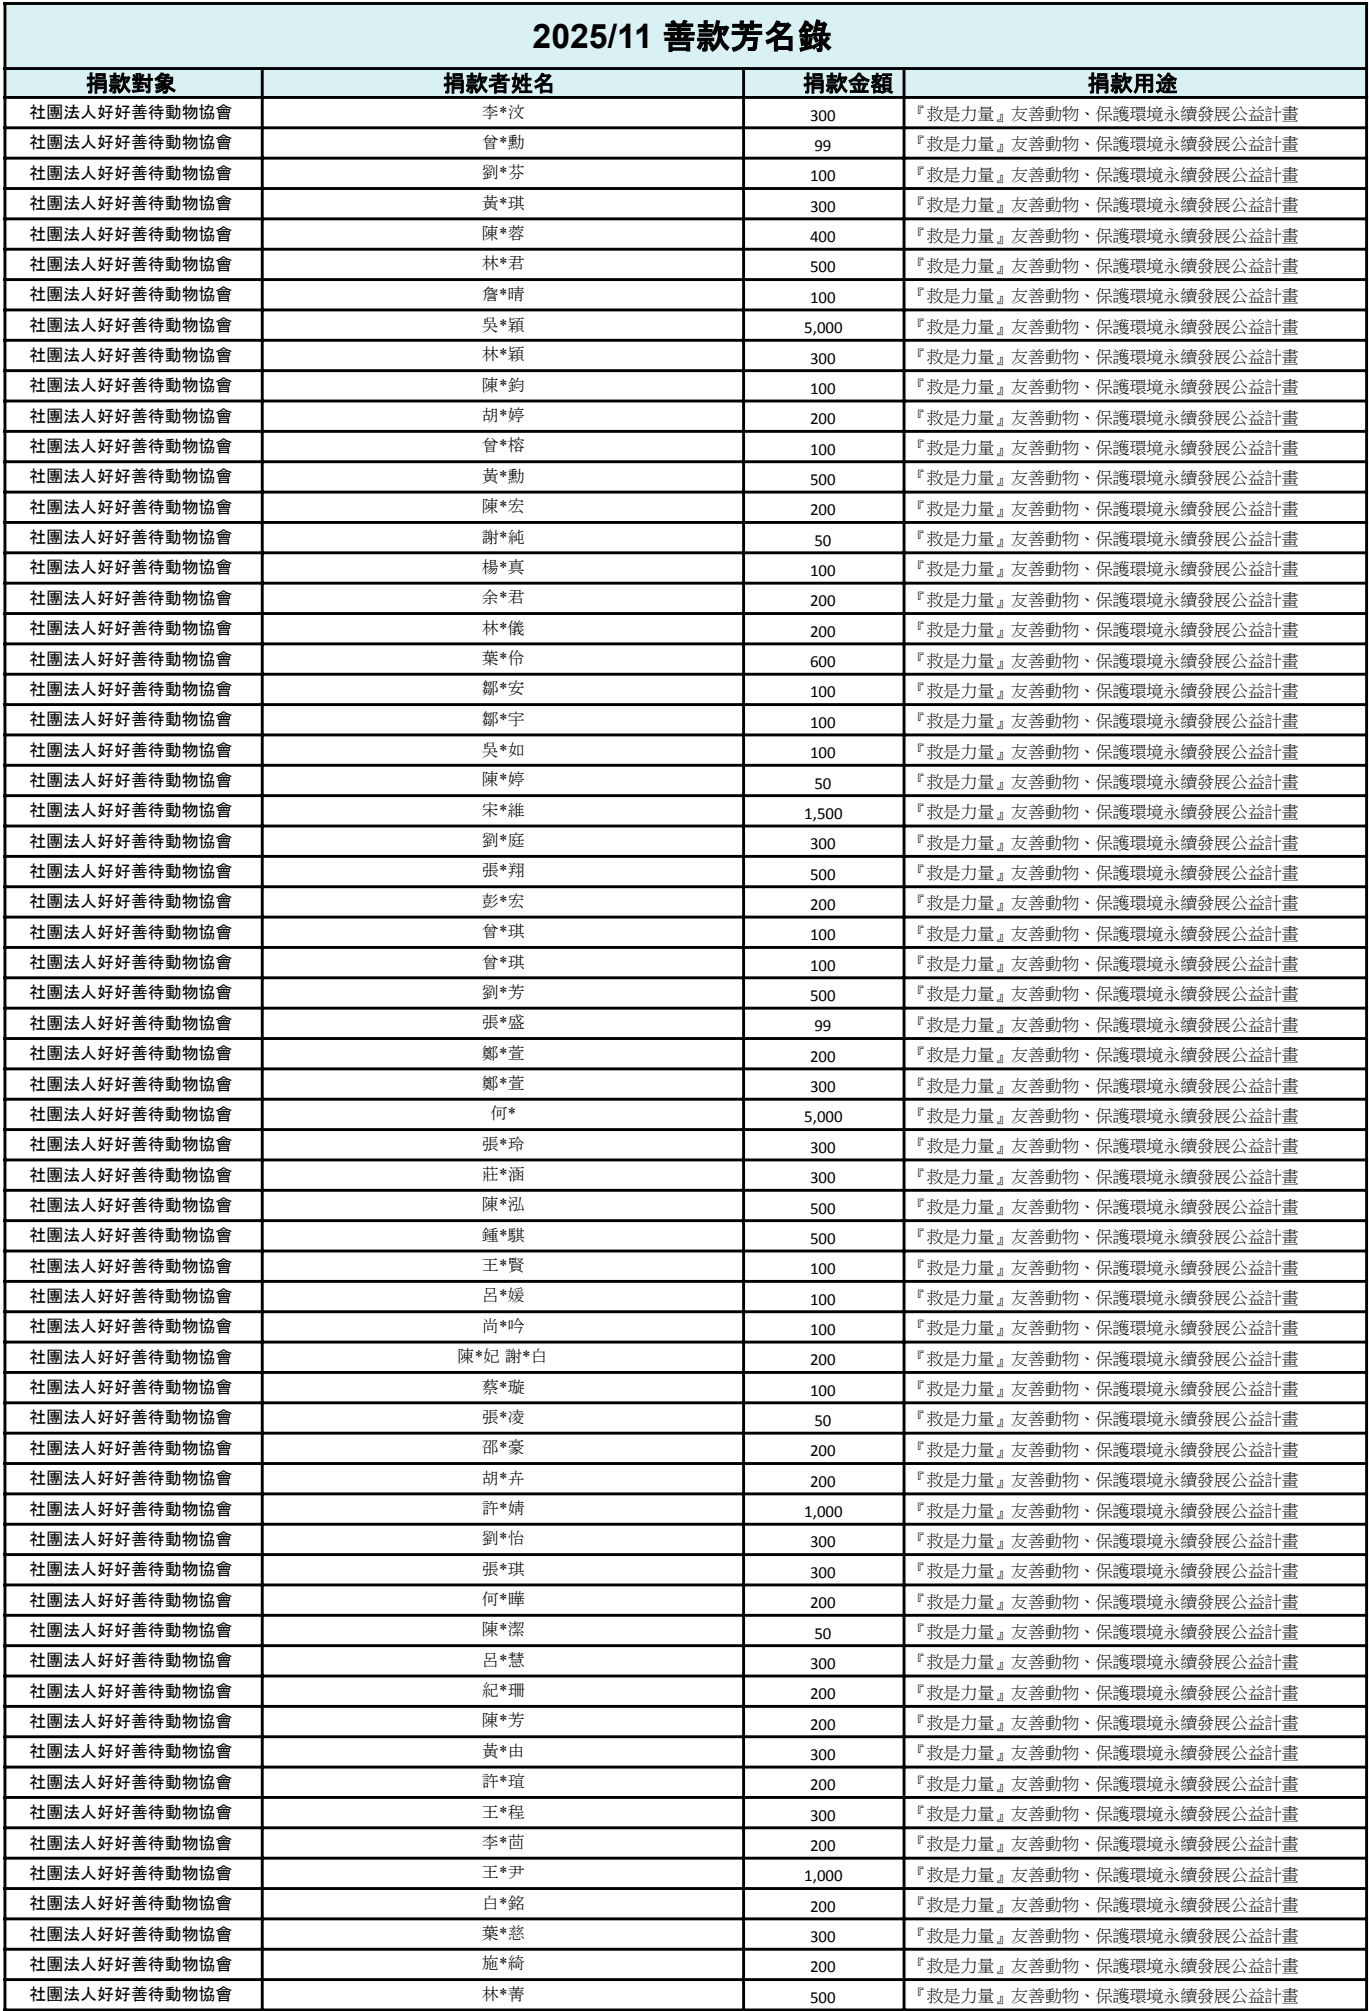 2025/11 善款芳名錄
捐款對象 捐款者姓名 捐款金額 捐款用途
社團法人好好善待動物協會 李*汶 300 『救是力量』友善動物、保護環境永續發展公益計畫
社團法人好好善待動物協會 曾*勳 99 『救是力量』友善動物、保護環境永續發展公益計畫
社團法人好好善待動物協會 劉*芬 100 『救是力量』友善動物、保護環境永續發展公益計畫
社團法人好好善待動物協會 黃*琪 300 『救是力量』友善動物、保護環境永續發展公益計畫
社團法人好好善待動物協會 陳*蓉 400 『救是力量』友善動物、保護環境永續發展公益計畫
社團法人好好善待動物協會 林*君 500 『救是力量』友善動物、保護環境永續發展公益計畫
社團法人好好善待動物協會 詹*晴 100 『救是力量』友善動物、保護環境永續發展公益計畫
社團法人好好善待動物協會 吳*穎 5,000 『救是力量』友善動物、保護環境永續發展公益計畫
社團法人好好善待動物協會 林*穎 300 『救是力量』友善動物、保護環境永續發展公益計畫
社團法人好好善待動物協會 陳*鈞 100 『救是力量』友善動物、保護環境永續發展公益計畫
社團法人好好善待動物協會 胡*婷 200 『救是力量』友善動物、保護環境永續發展公益計畫
社團法人好好善待動物協會 曾*榕 100 『救是力量』友善動物、保護環境永續發展公益計畫
社團法人好好善待動物協會 黃*勳 500 『救是力量』友善動物、保護環境永續發展公益計畫
社團法人好好善待動物協會 陳*宏 200 『救是力量』友善動物、保護環境永續發展公益計畫
社團法人好好善待動物協會 謝*純 50 『救是力量』友善動物、保護環境永續發展公益計畫
社團法人好好善待動物協會 楊*真 100 『救是力量』友善動物、保護環境永續發展公益計畫
社團法人好好善待動物協會 余*君 200 『救是力量』友善動物、保護環境永續發展公益計畫
社團法人好好善待動物協會 林*儀 200 『救是力量』友善動物、保護環境永續發展公益計畫
社團法人好好善待動物協會 葉*伶 600 『救是力量』友善動物、保護環境永續發展公益計畫
社團法人好好善待動物協會 鄒*安 100 『救是力量』友善動物、保護環境永續發展公益計畫
社團法人好好善待動物協會 鄒*宇 100 『救是力量』友善動物、保護環境永續發展公益計畫
社團法人好好善待動物協會 吳*如 100 『救是力量』友善動物、保護環境永續發展公益計畫
社團法人好好善待動物協會 陳*婷 50 『救是力量』友善動物、保護環境永續發展公益計畫
社團法人好好善待動物協會 宋*維 1,500 『救是力量』友善動物、保護環境永續發展公益計畫
社團法人好好善待動物協會 劉*庭 300 『救是力量』友善動物、保護環境永續發展公益計畫
社團法人好好善待動物協會 張*翔 500 『救是力量』友善動物、保護環境永續發展公益計畫
社團法人好好善待動物協會 彭*宏 200 『救是力量』友善動物、保護環境永續發展公益計畫
社團法人好好善待動物協會 曾*琪 100 『救是力量』友善動物、保護環境永續發展公益計畫
社團法人好好善待動物協會 曾*琪 100 『救是力量』友善動物、保護環境永續發展公益計畫
社團法人好好善待動物協會 劉*芳 500 『救是力量』友善動物、保護環境永續發展公益計畫
社團法人好好善待動物協會 張*盛 99 『救是力量』友善動物、保護環境永續發展公益計畫
社團法人好好善待動物協會 鄭*萱 200 『救是力量』友善動物、保護環境永續發展公益計畫
社團法人好好善待動物協會 鄭*萱 300 『救是力量』友善動物、保護環境永續發展公益計畫
社團法人好好善待動物協會 何* 5,000 『救是力量』友善動物、保護環境永續發展公益計畫
社團法人好好善待動物協會 張*玲 300 『救是力量』友善動物、保護環境永續發展公益計畫
社團法人好好善待動物協會 莊*涵 300 『救是力量』友善動物、保護環境永續發展公益計畫
社團法人好好善待動物協會 陳*泓 500 『救是力量』友善動物、保護環境永續發展公益計畫
社團法人好好善待動物協會 鍾*騏 500 『救是力量』友善動物、保護環境永續發展公益計畫
社團法人好好善待動物協會 王*賢 100 『救是力量』友善動物、保護環境永續發展公益計畫
社團法人好好善待動物協會 呂*媛 100 『救是力量』友善動物、保護環境永續發展公益計畫
社團法人好好善待動物協會 尚*吟 100 『救是力量』友善動物、保護環境永續發展公益計畫
社團法人好好善待動物協會 陳*妃 謝*白 200 『救是力量』友善動物、保護環境永續發展公益計畫
社團法人好好善待動物協會 蔡*璇 100 『救是力量』友善動物、保護環境永續發展公益計畫
社團法人好好善待動物協會 張*凌 50 『救是力量』友善動物、保護環境永續發展公益計畫
社團法人好好善待動物協會 邵*豪 200 『救是力量』友善動物、保護環境永續發展公益計畫
社團法人好好善待動物協會 胡*卉 200 『救是力量』友善動物、保護環境永續發展公益計畫
社團法人好好善待動物協會 許*婧 1,000 『救是力量』友善動物、保護環境永續發展公益計畫
社團法人好好善待動物協會 劉*怡 300 『救是力量』友善動物、保護環境永續發展公益計畫
社團法人好好善待動物協會 張*琪 300 『救是力量』友善動物、保護環境永續發展公益計畫
社團法人好好善待動物協會 何*曄 200 『救是力量』友善動物、保護環境永續發展公益計畫
社團法人好好善待動物協會 陳*潔 50 『救是力量』友善動物、保護環境永續發展公益計畫
社團法人好好善待動物協會 呂*慧 300 『救是力量』友善動物、保護環境永續發展公益計畫
社團法人好好善待動物協會 紀*珊 200 『救是力量』友善動物、保護環境永續發展公益計畫
社團法人好好善待動物協會 陳*芳 200 『救是力量』友善動物、保護環境永續發展公益計畫
社團法人好好善待動物協會 黃*由 300 『救是力量』友善動物、保護環境永續發展公益計畫
社團法人好好善待動物協會 許*瑄 200 『救是力量』友善動物、保護環境永續發展公益計畫
社團法人好好善待動物協會 王*程 300 『救是力量』友善動物、保護環境永續發展公益計畫
社團法人好好善待動物協會 李*茴 200 『救是力量』友善動物、保護環境永續發展公益計畫
社團法人好好善待動物協會 王*尹 1,000 『救是力量』友善動物、保護環境永續發展公益計畫
社團法人好好善待動物協會 白*銘 200 『救是力量』友善動物、保護環境永續發展公益計畫
社團法人好好善待動物協會 葉*慈 300 『救是力量』友善動物、保護環境永續發展公益計畫
社團法人好好善待動物協會 施*綺 200 『救是力量』友善動物、保護環境永續發展公益計畫
社團法人好好善待動物協會 林*菁 500 『救是力量』友善動物、保護環境永續發展公益計畫